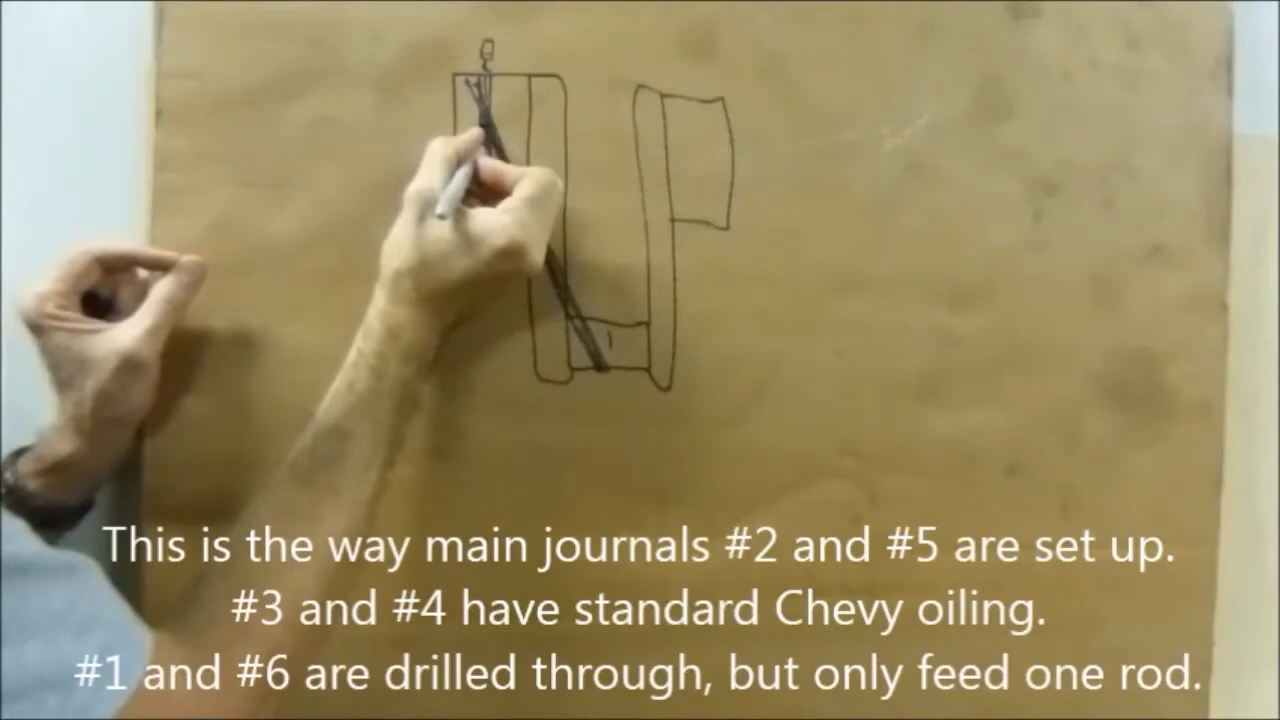 This is the way main journals #2 and #5 are set up.
#3 and #4 have standard Chevy oiling.
#1 and #6 are drilled through, but only feed one rod.